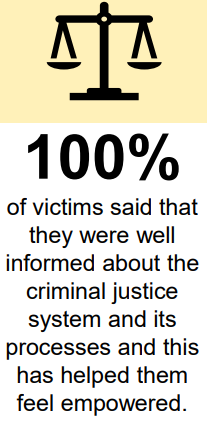 100%
of victims said that
they were well
informed about the
criminal justice
system and its
processes and this
has helped them
feel empowered.